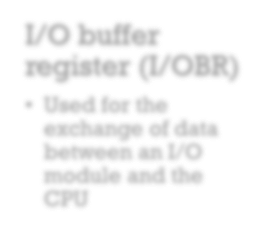 I/O buffer
register (I/OBR)
• Used for the
exchange of data
between an I/O
module and the
CPU